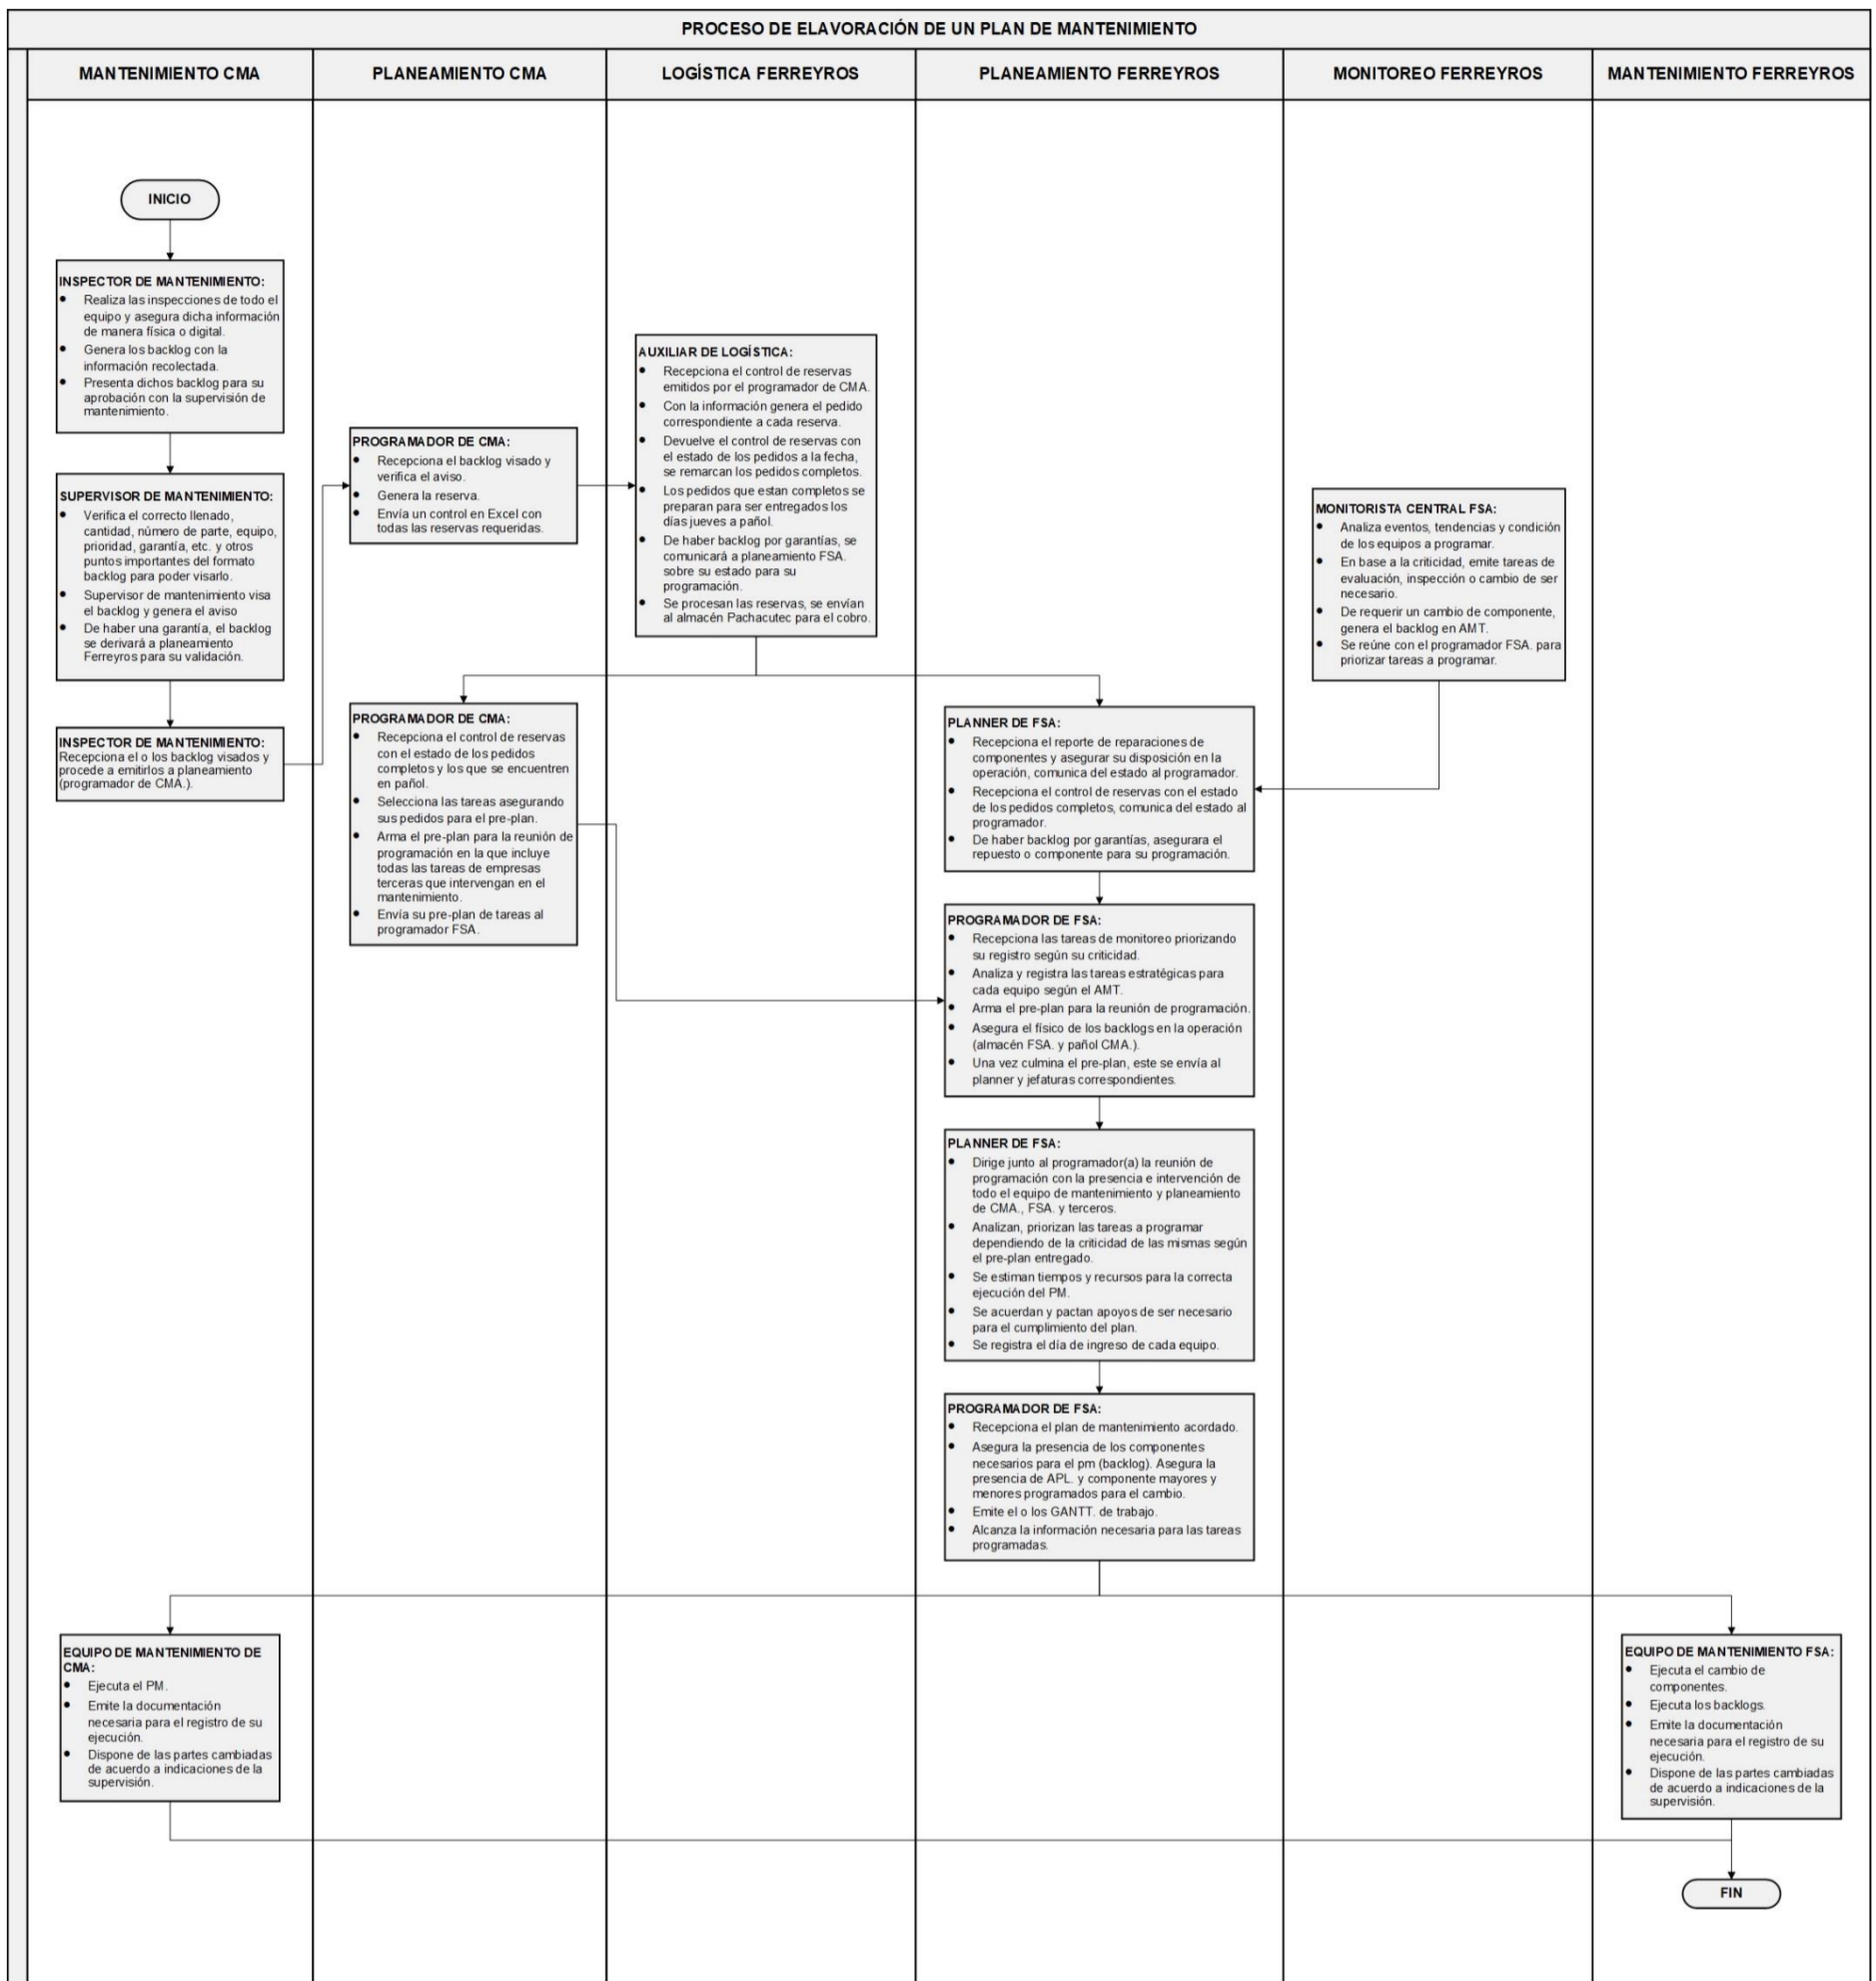 PROCESO DE ELAVORACIÓN DE UN PLAN DE MANTENIMIENTO
MANTENIMIENTO CMA
PLANEAMIENTO CMA
LOGÍSTICA FERREYROS
PLANEAMIENTO FERREYROS
MONITOREO FERREYROS
MANTENIMIENTO FERREYROS
INICIO
INSPECTOR DE MANTENIMIENTO:
• Realiza las inspecciones de todo el
equipo y asegura dicha información
de manera física o digital.
• Genera los backlog con la
información recolectada.
• Presenta dichos backlog para su
aprobación con la supervisión de
mantenimiento.
SUPERVISOR DE MANTENIMIENTO:
• Verifica el correcto llenado,
cantidad, número de parte, equipo,
prioridad, garantía, etc. y otros
puntos importantes del formato
backlog para poder visarlo.
• Supervisor de mantenimiento visa
el backlog y genera el aviso
• De haber una garantía, el backlog
se derivará a planeamiento
Ferreyros para su validación.
INSPECTOR DE MANTENIMIENTO:
Recepciona el o los backlog visados y
procede a emitirlos a planeamiento
(programador de CMA.).
PROGRAMADOR DE CMA:
• Recepciona el backlog visado y
verifica el aviso.
• Genera la reserva.
• Envía un control en Excel con
todas las reservas requeridas.
AUXILIAR DE LOGÍSTICA:
• Recepciona el control de reservas
emitidos por el programador de CMA.
• Con la información genera el pedido
correspondiente a cada reserva.
• Devuelve el control de reservas con
el estado de los pedidos a la fecha,
se remarcan los pedidos completos.
• Los pedidos que estan completos se
preparan para ser entregados los
días jueves a pañol.
• De haber backlog por garantías, se
comunicará a planeamiento FSA.
sobre su estado para su
programación.
• Se procesan las reservas, se envían
al almacén Pachacutec para el cobro.
MONITORISTA CENTRAL FSA:
• Analiza eventos, tendencias y condición
de los equipos a programar.
• En base a la criticidad, emite tareas de
evaluación, inspección o cambio de ser
necesario.
• De requerir un cambio de componente,
genera el backlog en AMT.
• Se reúne con el programador FSA. para
priorizar tareas a programar.
PROGRAMADOR DE CMA:
• Recepciona el control de reservas
con el estado de los pedidos
completos y los que se encuentren
en pañol.
• Selecciona las tareas asegurando
sus pedidos para el pre-plan.
• Arma el pre-plan para la reunión de
programación en la que incluye
todas las tareas de empresas
terceras que intervengan en el
mantenimiento.
• Envía su pre-plan de tareas al
programador FSA.
PLANNER DE FSA:
• Recepciona el reporte de reparaciones de
componentes y asegurar su disposición en la
operación, comunica del estado al programador.
• Recepciona el control de reservas con el estado
de los pedidos completos, comunica del estado al
programador.
• De haber backlog por garantías, asegurara el
repuesto o componente para su programación.
PROGRAMADOR DE FSA:
• Recepciona las tareas de monitoreo priorizando
su registro según su criticidad.
• Analiza y registra las tareas estratégicas para
cada equipo según el AMT.
• Arma el pre-plan para la reunión de programación.
• Asegura el físico de los backlogs en la operación
(almacén FSA. y pañol CMA.).
• Una vez culmina el pre-plan, este se envía al
planner y jefaturas correspondientes.
PLANNER DE FSA:
• Dirige junto al programador(a) la reunión de
programación con la presencia e intervención de
todo el equipo de mantenimiento y planeamiento
de CMA., FSA. y terceros.
• Analizan, priorizan las tareas a programar
dependiendo de la criticidad de las mismas según
el pre-plan entregado.
• Se estiman tiempos y recursos para la correcta
ejecución del PM.
• Se acuerdan y pactan apoyos de ser necesario
para el cumplimiento del plan.
• Se registra el día de ingreso de cada equipo.
PROGRAMADOR DE FSA:
• Recepciona el plan de mantenimiento acordado.
• Asegura la presencia de los componentes
necesarios para el pm (backlog). Asegura la
presencia de APL. y componente mayores y
menores programados para el cambio.
• Emite el o los GANTT. de trabajo.
• Alcanza la información necesaria para las tareas
programadas.
EQUIPO DE MANTENIMIENTO DE
CMA:
• Ejecuta el PM.
• Emite la documentación
necesaria para el registro de su
ejecución.
• Dispone de las partes cambiadas
de acuerdo a indicaciones de la
supervisión.
EQUIPO DE MANTENIMIENTO FSA:
• Ejecuta el cambio de
componentes.
• Ejecuta los backlogs.
• Emite la documentación
necesaria para el registro de su
ejecución.
• Dispone de las partes cambiadas
de acuerdo a indicaciones de la
supervisión.
FIN